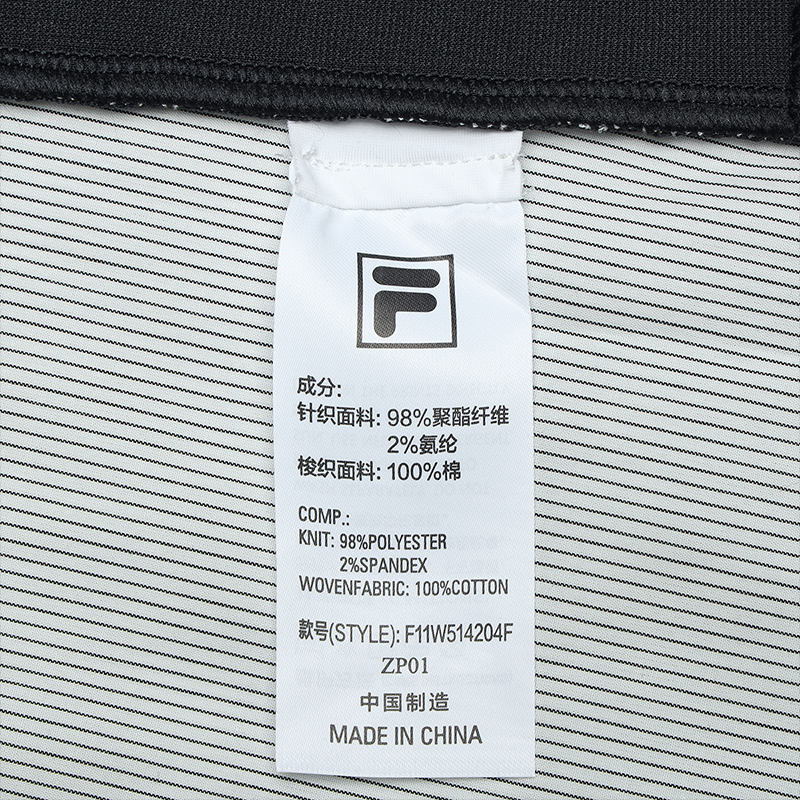 F
成分:
针织面料: 98%聚酯纤维
2%氨纶
梭织面料: 100%棉
COMP.:
KNIT: 98%POLYESTER
2%SPANDEX
WOVENFABRIC: 100%COTTON
款号(STYLE): F11W514204F
ZP01
中国制造
MADE IN CHINA